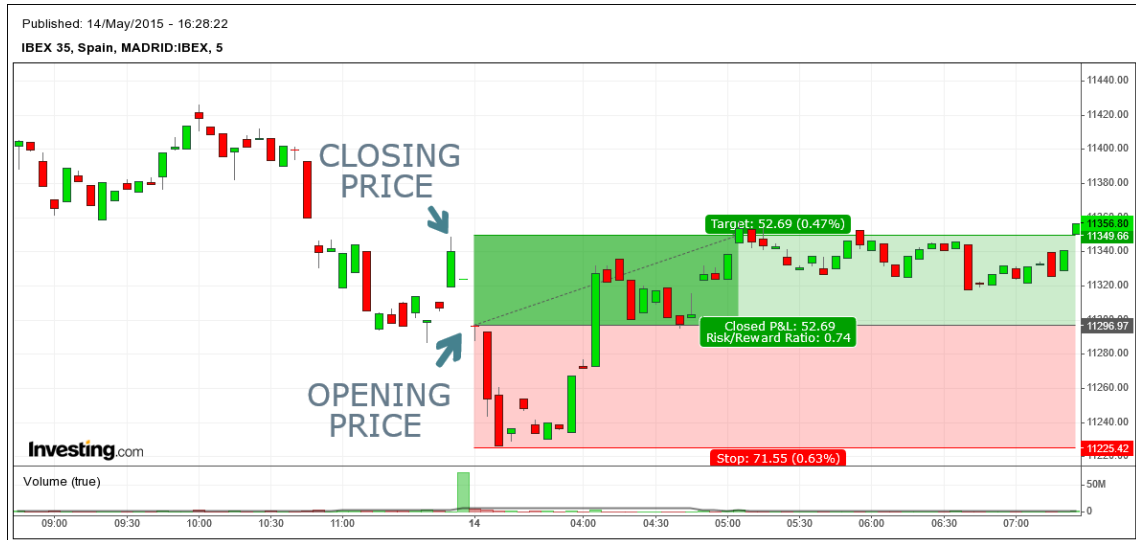 Published: 14/May/2015 - 16:28:22
IBEX 35, Spain, MADRID:IBEX, 5
11440.00
11420.00
11400.00
11380.00
11356.80
11349.66
11340.00
11320.00
11296.97
11280.00
11260.00
11240.00
11225.42
CLOSING
PRICE
Target: 52.69 (0.47%)
Closed P&L: 52.69
Risk/Reward Ratio: 0.74
OPENING
PRICE
Stop: 71.55 (0.63%)
Investing.com
Volume (true)
50M
0
09:00 09:30 10:00 10:30 11:00 14 04:00 04:30 05:00 05:30 06:00 06:30 07:00